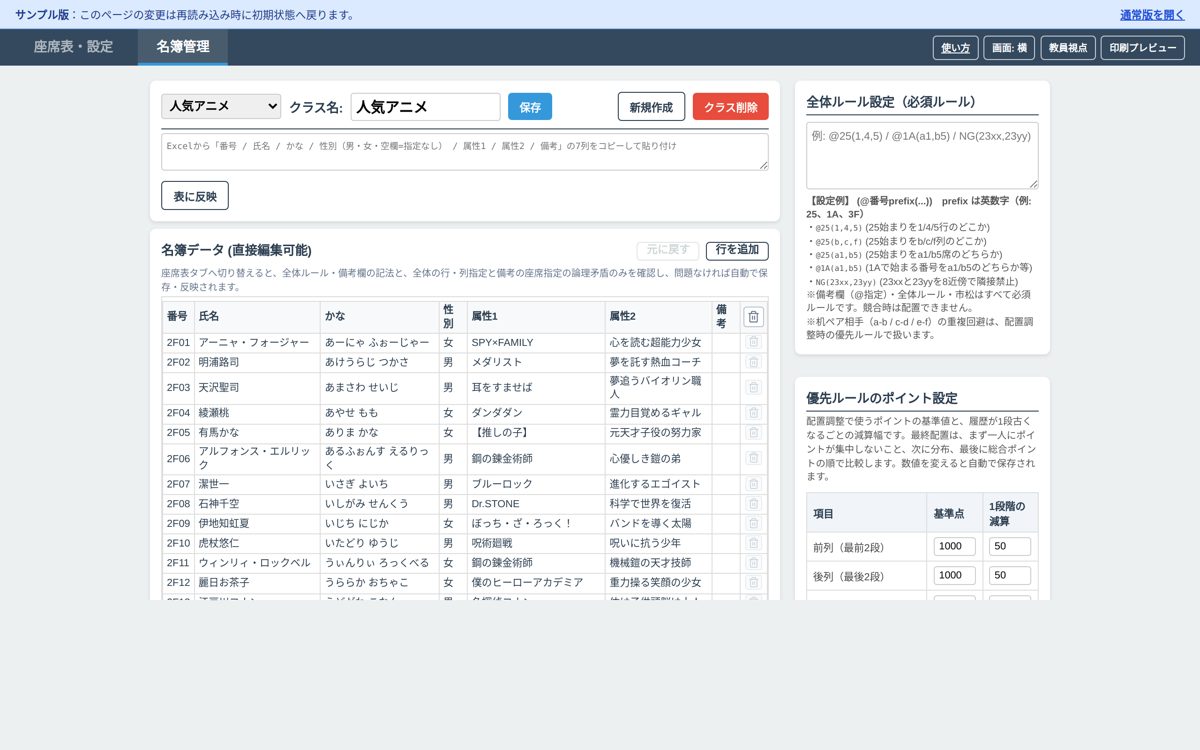 サンプル版：このページの変更は再読み込み時に初期状態へ戻ります。 通常版を開く
座席表・設定 名簿管理 使い方 画面: 横 教員視点 印刷プレビュー
人気アニメ クラス名: 人気アニメ 保存 新規作成 クラス削除
Excelから「番号 / 氏名 / かな / 性別（男・女・空欄=指定なし） / 属性1 / 属性2 / 備考」の7列をコピーして貼り付け
表に反映
名簿データ (直接編集可能) 元に戻す 行を追加
座席表タブへ切り替えると、全体ルール・備考欄の記法と、全体の行・列指定と備考の座席指定の論理矛盾のみを確認し、問題なければ自動で保
存・反映されます。
番号 氏名 かな 性別 属性1 属性2 備考
2F01 アーニャ・フォージャー あーにゃ ふぉーじゃー 女 SPY×FAMILY 心を読む超能力少女
2F02 明浦路司 あけうらじ つかさ 男 メダリスト 夢を託す熱血コーチ
2F03 天沢聖司 あまさわ せいじ 男 耳をすませば 夢追うバイオリン職人
2F04 綾瀬桃 あやせ もも 女 ダンダダン 霊力目覚めるギャル
2F05 有馬かな ありま かな 女 【推しの子】 元天才子役の努力家
2F06 アルフォンス・エルリック あるふぉんす えるりっく 男 鋼の錬金術師 心優しき鎧の弟
2F07 潔世一 いさぎ よいち 男 ブルーロック 進化するエゴイスト
2F08 石神千空 いしがみ せんくう 男 Dr.STONE 科学で世界を復活
2F09 伊地知虹夏 いじち にじか 女 ぼっち・ざ・ろっく！ バンドを導く太陽
2F10 虎杖悠仁 いたどり ゆうじ 男 呪術廻戦 呪いに抗う少年
2F11 ウィンリィ・ロックベル うぃんりぃ ろっくべる 女 鋼の錬金術師 機械鎧の天才技師
2F12 麗日お茶子 うららか おちゃこ 女 僕のヒーローアカデミア 重力操る笑顔の少女
全体ルール設定（必須ルール）
例: @25(1,4,5) / @1A(a1,b5) / NG(23xx,23yy)
【設定例】 (@番号prefix(...)) prefix は英数字（例:
25、1A、3F）
・@25(1,4,5) (25始まりを1/4/5行のどこか)
・@25(b,c,f) (25始まりをb/c/f列のどこか)
・@25(a1,b5) (25始まりをa1/b5席のどちらか)
・@1A(a1,b5) (1Aで始まる番号をa1/b5のどちらか等)
・NG(23xx,23yy) (23xxと23yyを8近傍で隣接禁止)
※備考欄（@指定）・全体ルール・市松はすべて必須
ルールです。競合時は配置できません。
※机ペア相手（a-b / c-d / e-f）の重複回避は、配置調
整時の優先ルールで扱います。
優先ルールのポイント設定
配置調整で使うポイントの基準値と、履歴が1段古く
なるごとの減算幅です。最終配置は、まず一人にポイ
ントが集中しないこと、次に分布、最後に総合ポイント
の順で比較します。数値を変えると自動で保存されま
す。
項目 基準点 1段階の減算
前列（最前2段） 1000 50
後列（最後2段） 1000 50